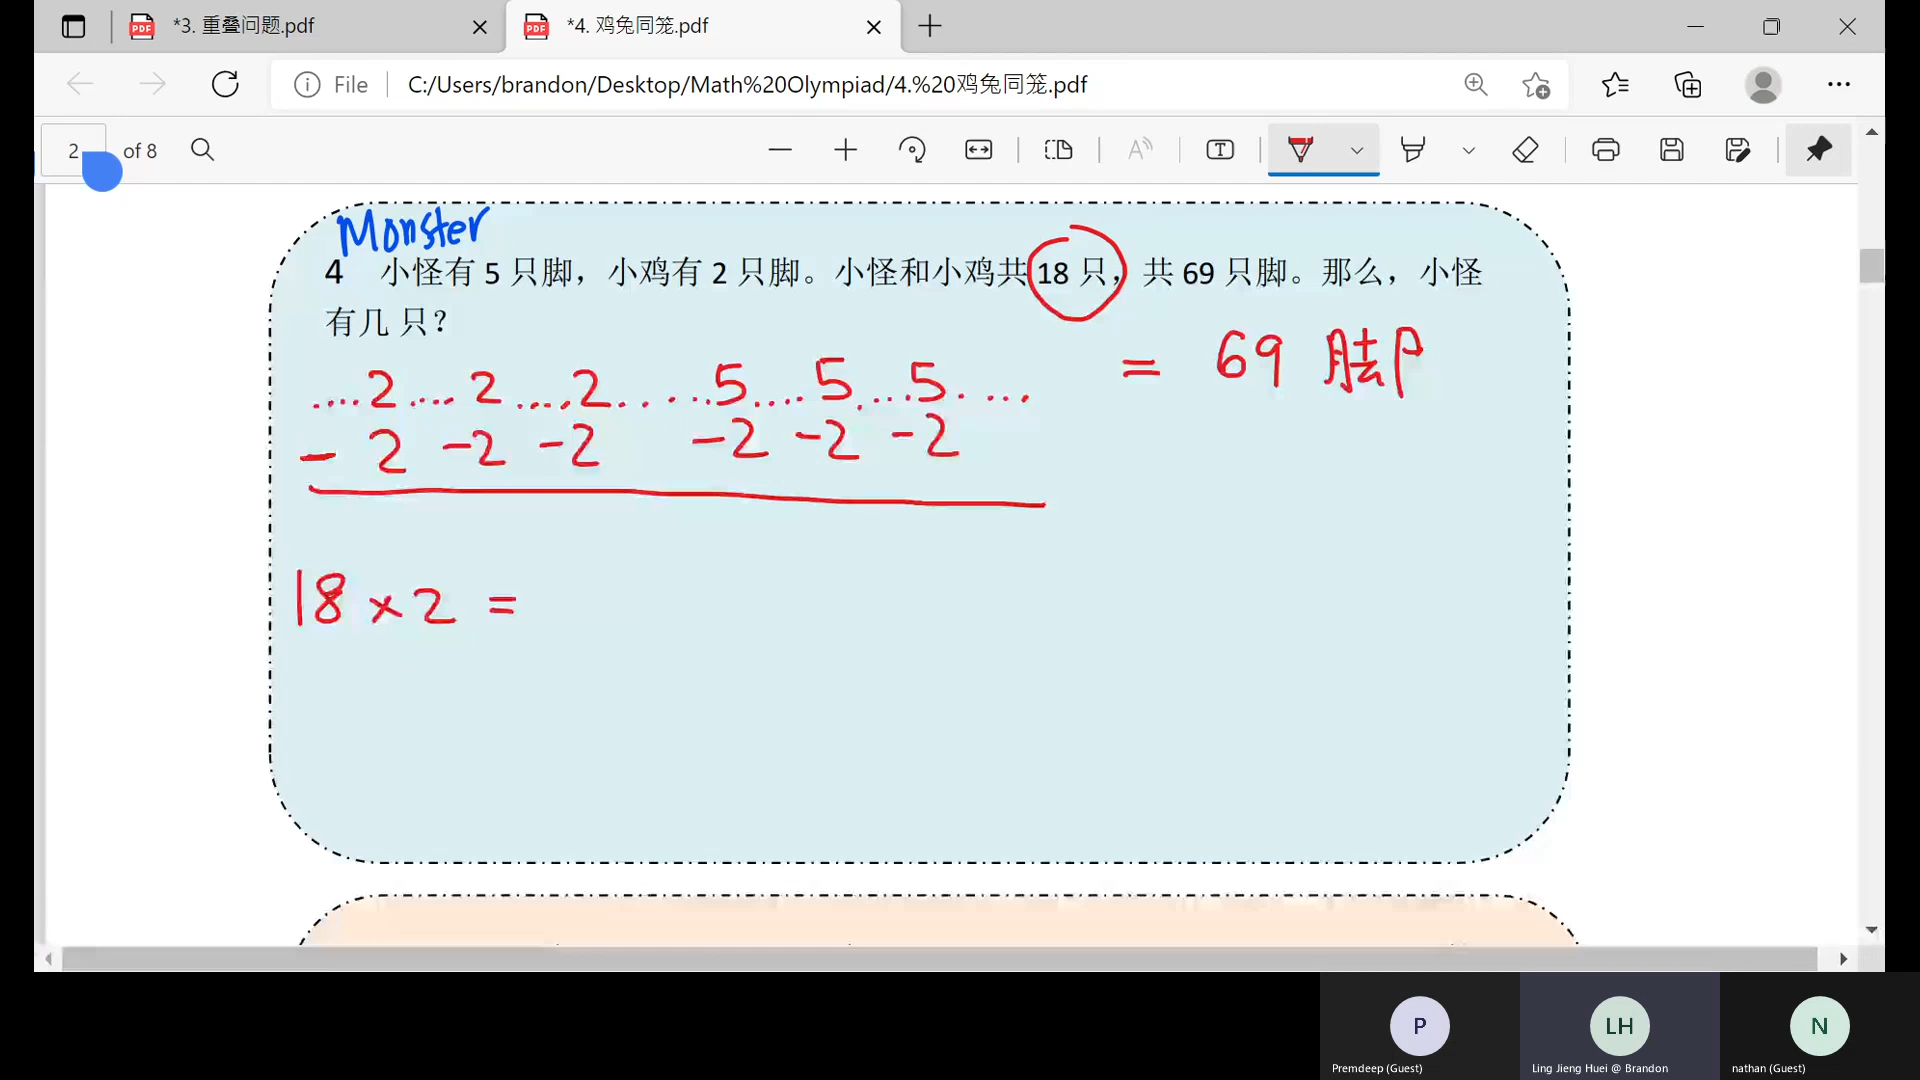 *3. 重叠问题.pdf
*4. 鸡兔同笼.pdf
File C:/Users/brandon/Desktop/Math%20Olympiad/4.%20鸡兔同笼.pdf
2 of 8
Monster
4 小怪有 5 只脚，小鸡有 2 只脚。小怪和小鸡共 18 只，共 69 只脚。那么，小怪
有几 只？
....2.... 2 ....2.....5....5....5.... = 69 脚
- 2 -2 -2 -2 -2 -2
18 × 2 =
P
LH
N
Premdeep (Guest)
Ling Jieng Huei @ Brandon
nathan (Guest)